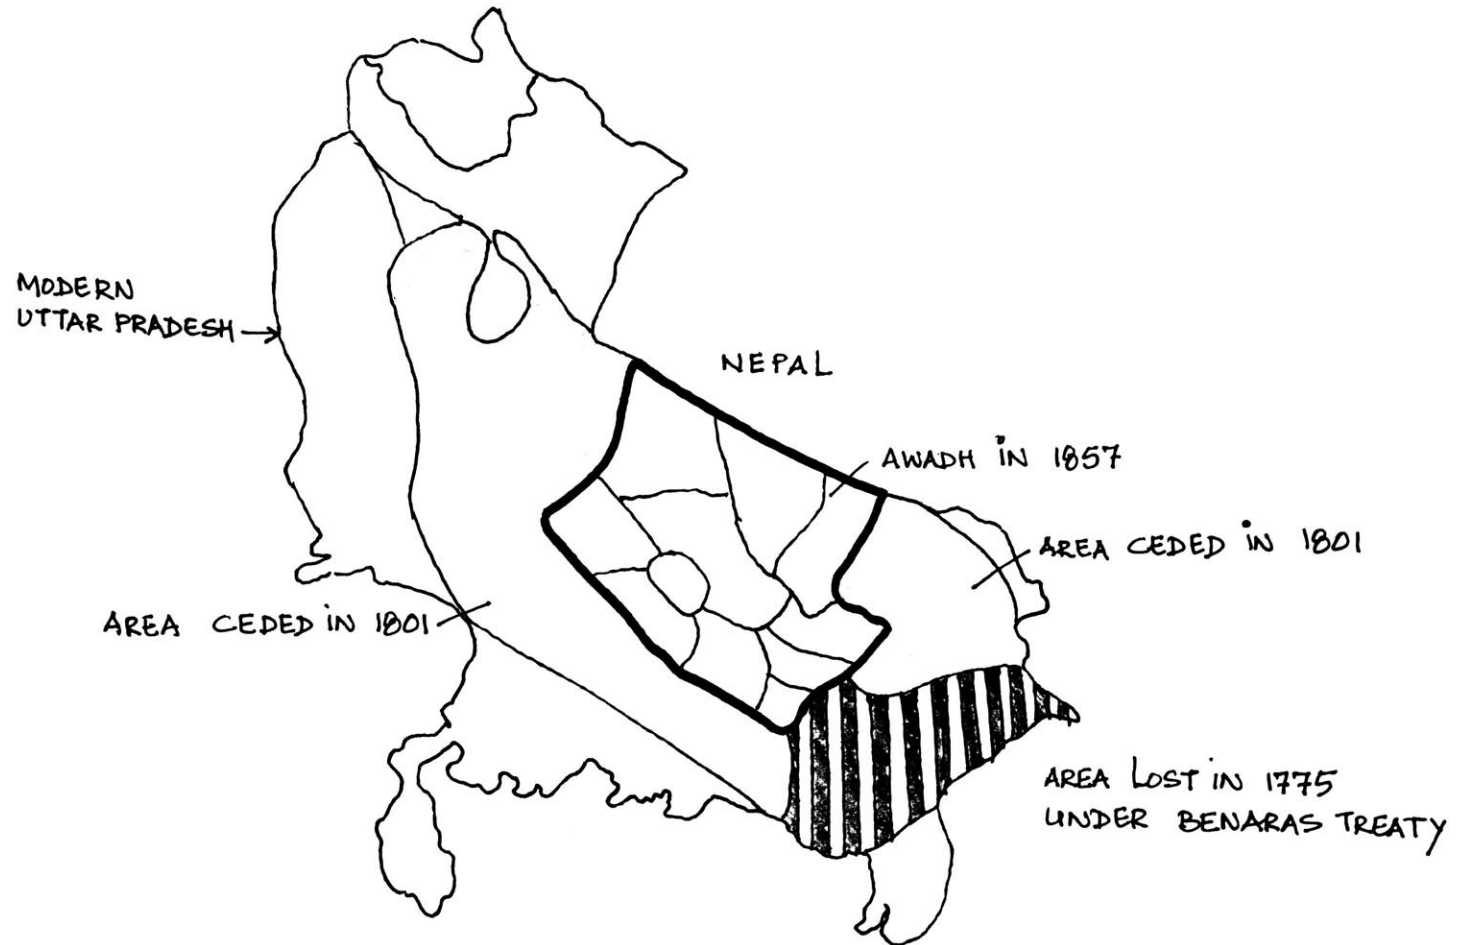 MODERN
UTTAR PRADESH
NEPAL
AWADH IN 1857
AREA CEDED IN 1801
AREA CEDED IN 1801
AREA LOST IN 1775
UNDER BENARAS TREATY